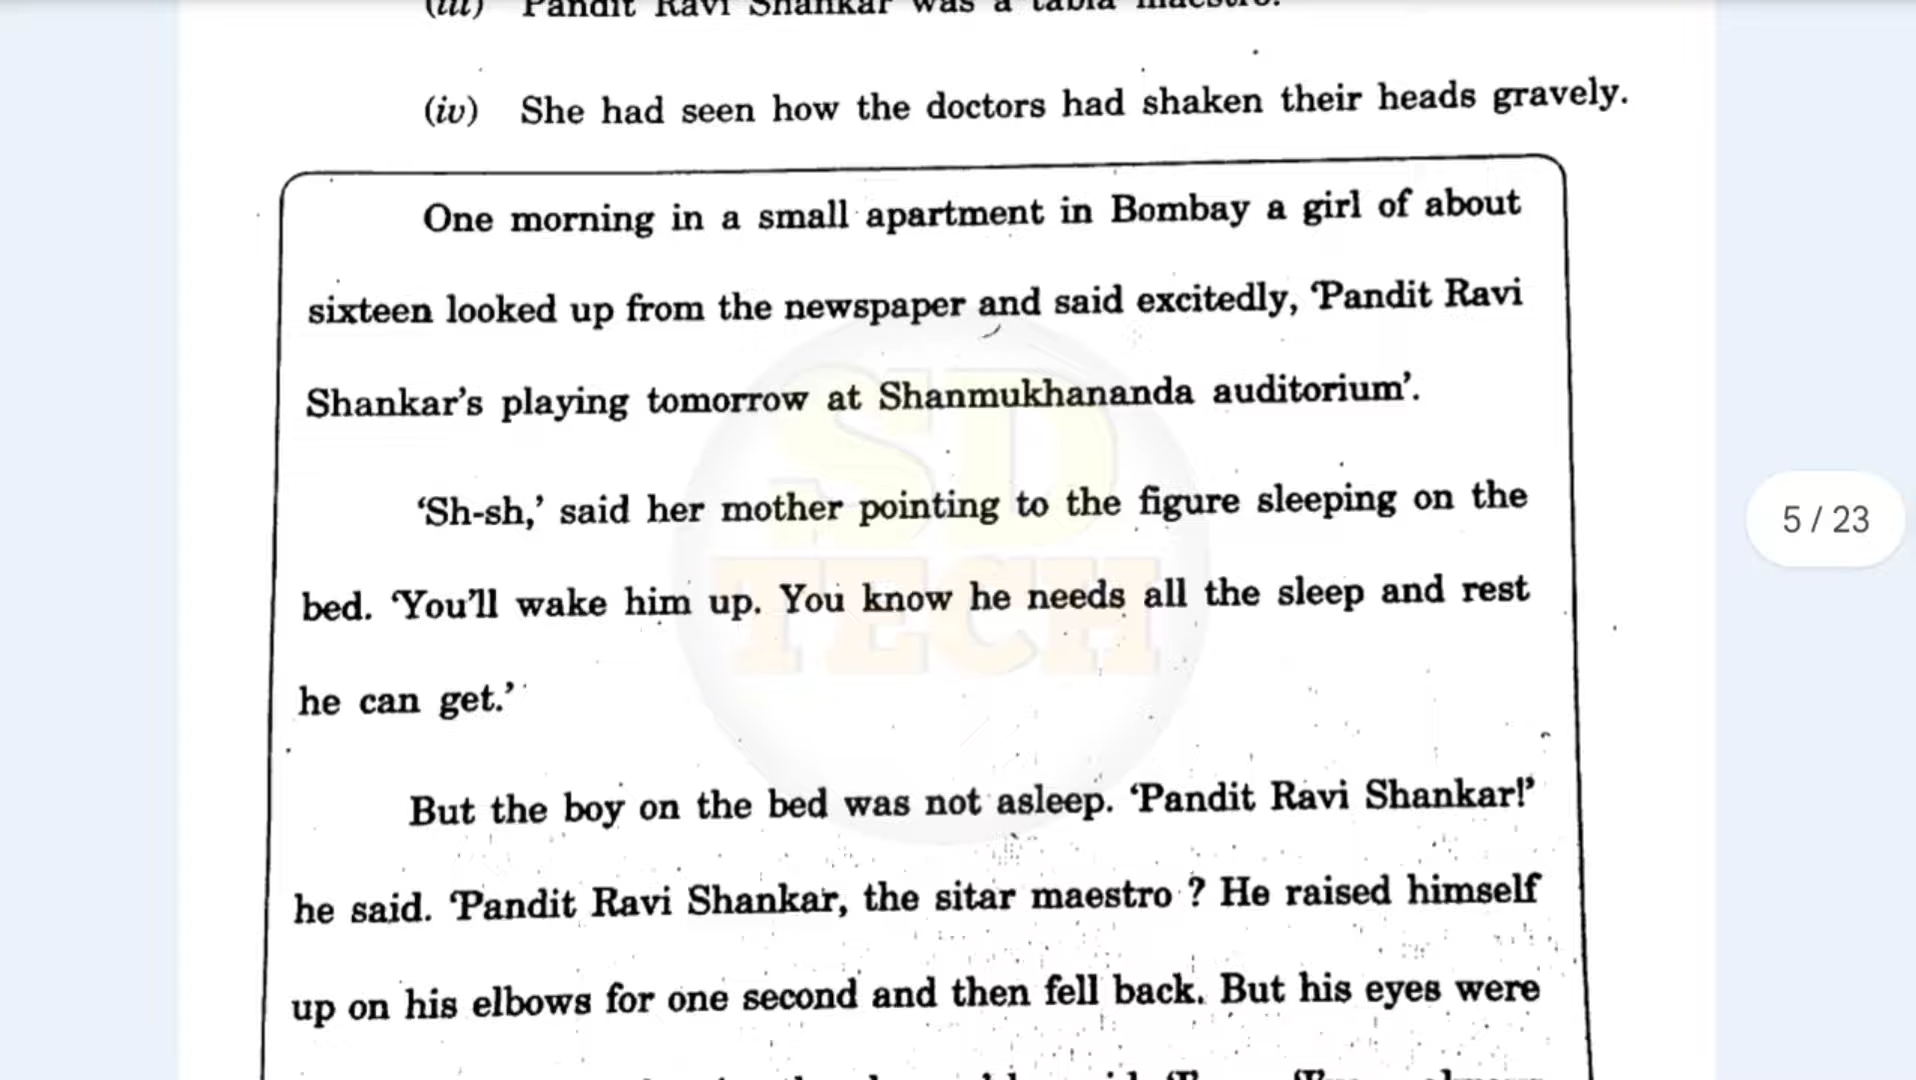 (iii) Pandit Ravi Shankar was a tabla maestro.
(iv) She had seen how the doctors had shaken their heads gravely.
One morning in a small apartment in Bombay a girl of about
sixteen looked up from the newspaper and said excitedly, 'Pandit Ravi
Shankar's playing tomorrow at Shanmukhananda auditorium'.
'Sh-sh,' said her mother pointing to the figure sleeping on the
bed. 'You'll wake him up. You know he needs all the sleep and rest
he can get.'
But the boy on the bed was not asleep. 'Pandit Ravi Shankar!'
he said. 'Pandit Ravi Shankar, the sitar maestro ? He raised himself
up on his elbows for one second and then fell back. But his eyes were
SD
TECH
5 / 23